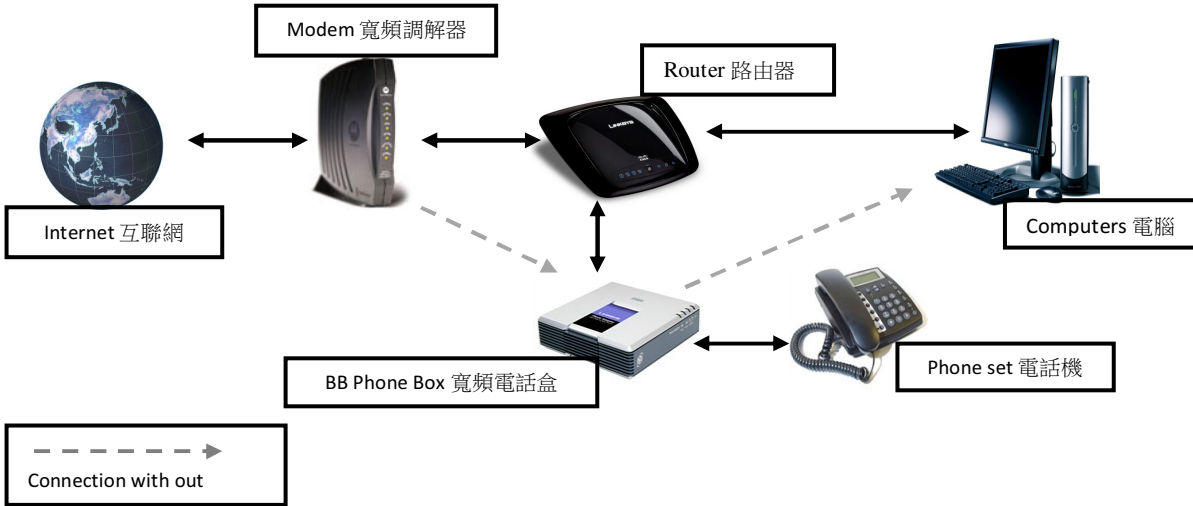 Modem 寬頻調解器
Router 路由器
LINKSYS
Internet 互聯網
Computers 電腦
BB Phone Box 寬頻電話盒
Phone set 電話機
Connection with out